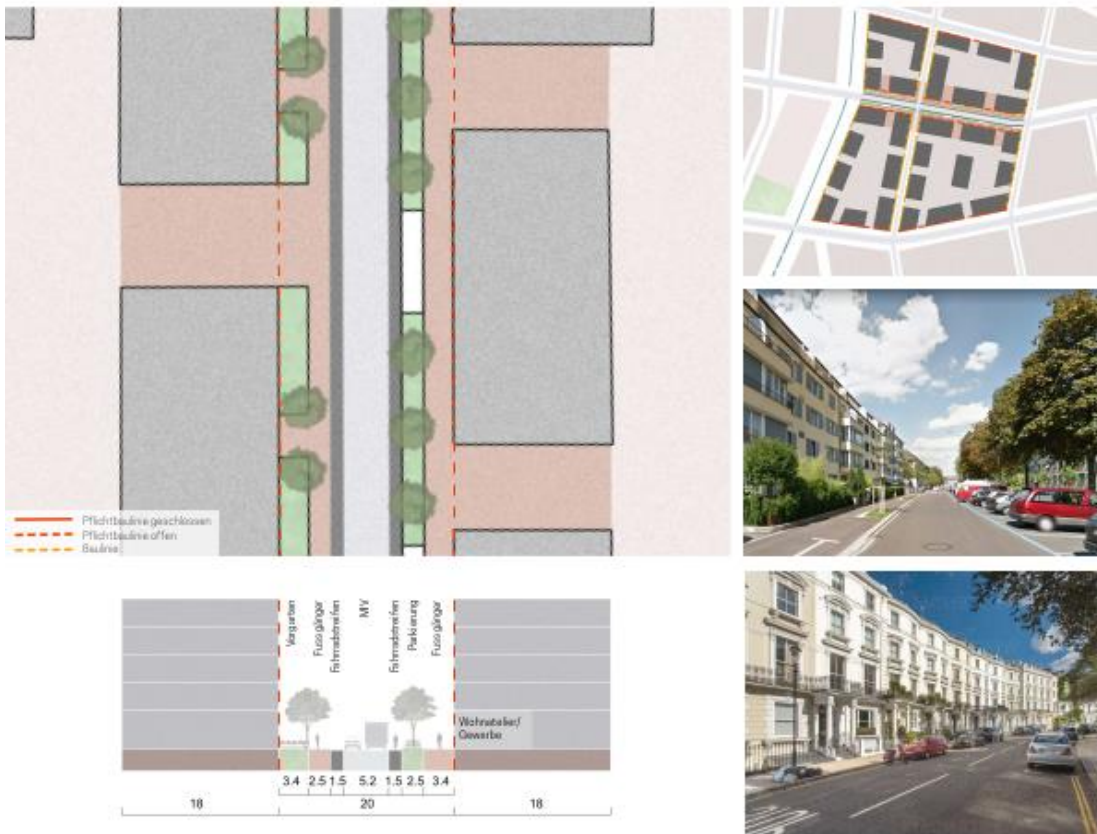 Pflichtbaulinie geschlossen
Pflichtbaulinie offen
Baulinie
Vorgarten
Fussgänger
Fahrradstreifen
MIV
Fahrradstreifen
Parkierung
Fussgänger
Wohnatelier/
Gewerbe
3.4 2.5 1.5 5.2 1.5 2.5 3.4
18 20 18